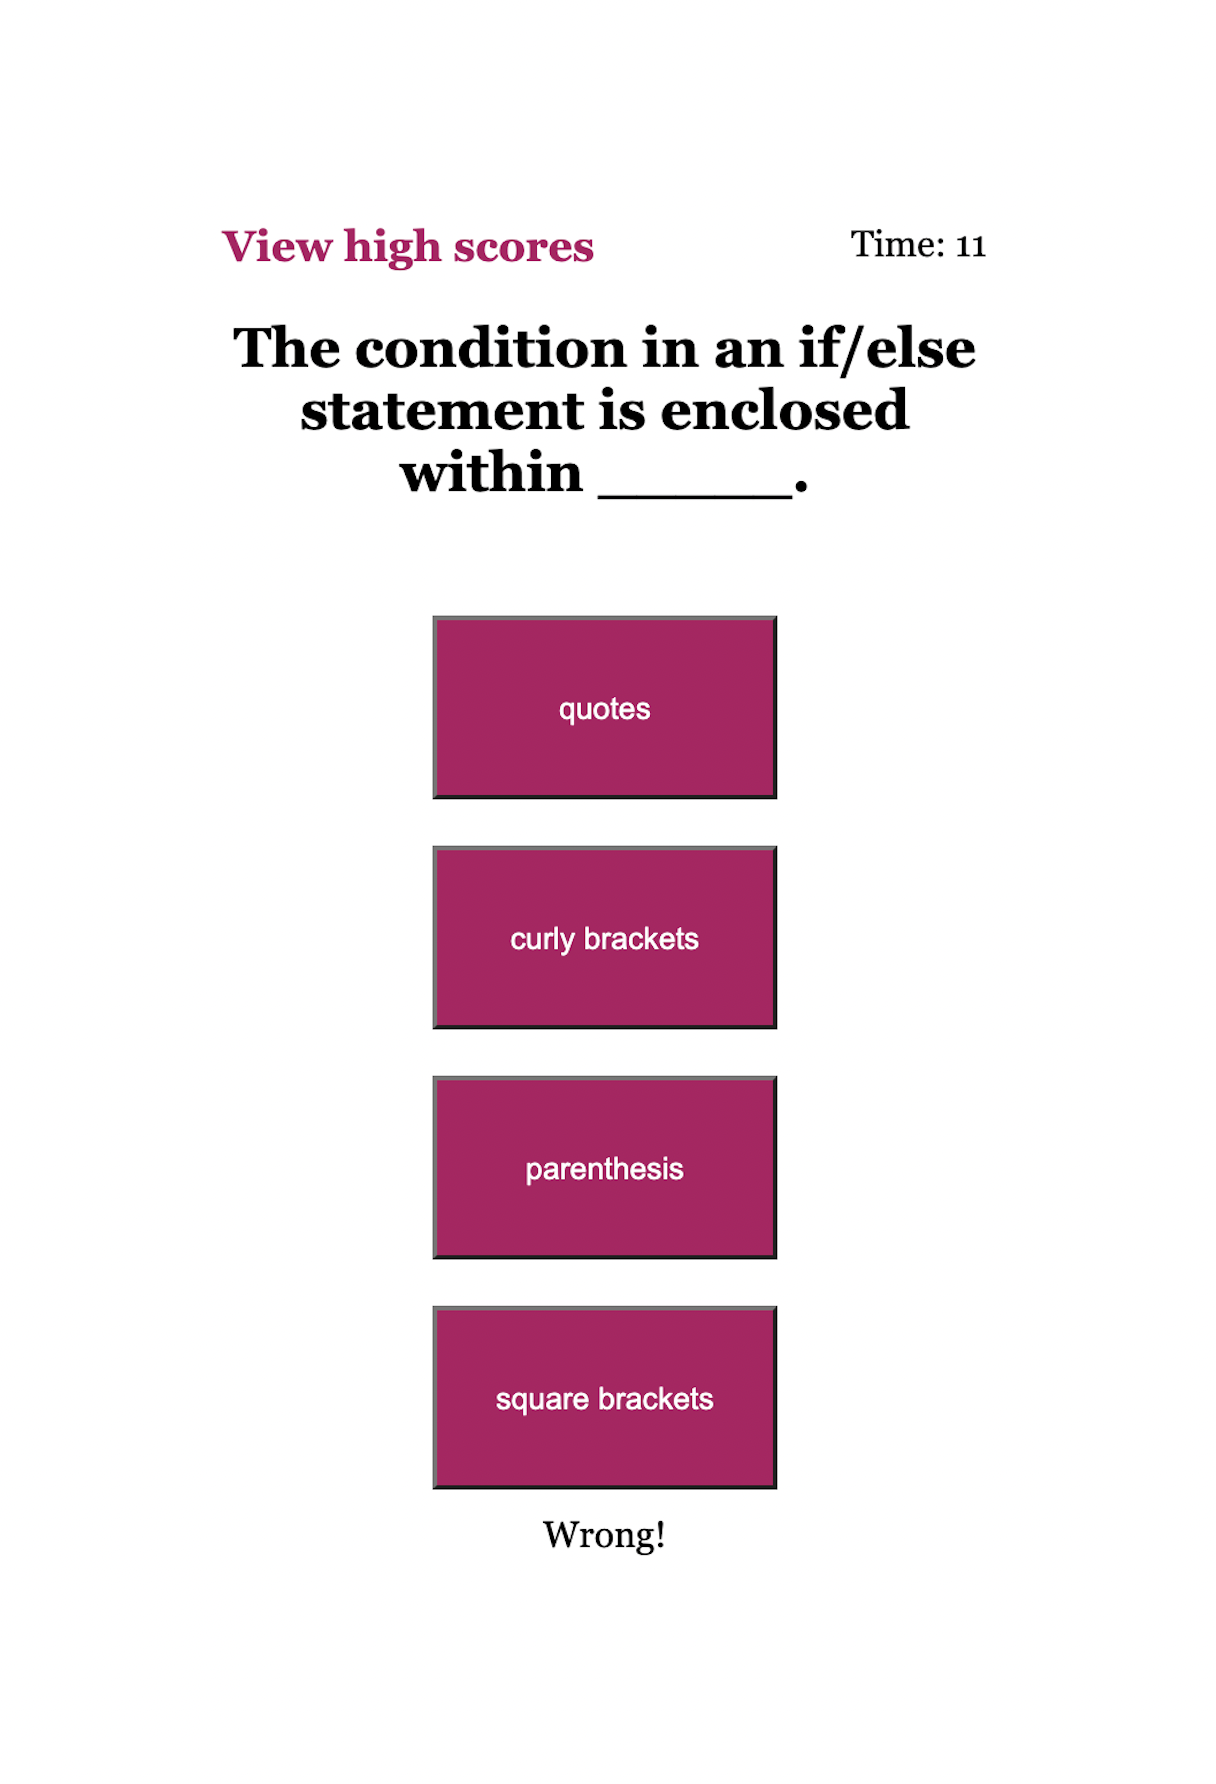 View high scores
Time: 11
The condition in an if/else
statement is enclosed
within _____.
quotes
curly brackets
parenthesis
square brackets
Wrong!